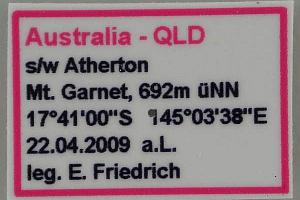 Australia - QLD
s/w Atherton
Mt. Garnet, 692m üNN
17°41'00"S 145°03'38"E
22.04.2009 a.L.
leg. E. Friedrich